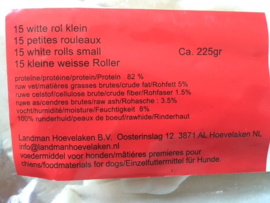 15 witte rol klein
15 petites rouleaux
15 white rolls small
15 kleine weisse Roller
Ca. 225gr
proteïne/protéine/protein/Protein : 82 %
ruw vet/matières grasses brutes/crude fat/Rohfett 5%
ruwe celstof/cellulose brute/crude fiber/Rohfaser 1.5%
ruwe as/cendres brutes/raw ash/Rohasche : 3.5%
vocht/humidité/moisture/Feuchtigkeit 8%
100% runderhuid/peaux de boeuf/rawhide/Rinderhaut
Landman Hoevelaken B.V. Oosterinslag 12 3871 AL Hoevelaken NL
info@landmanhoevelaken.nl
voedermiddel voor honden/mátières premieres pour
chiens/foodmaterials for dogs/Einzelfuttermittel für Hunde